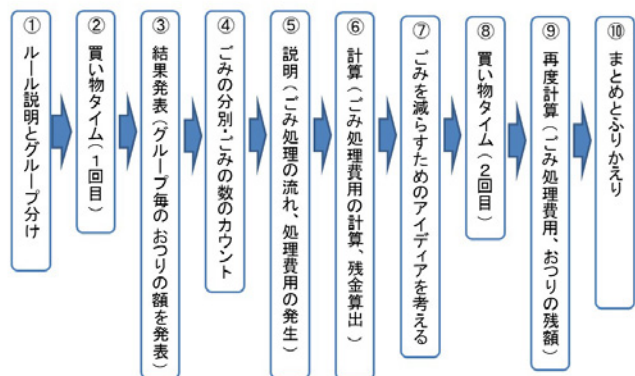 ①ルール説明とグループ分け
②買い物タイム（1回目）
③結果発表（グループ毎の おつりの額を発表）
④ごみの分別・ごみの数のカウント
⑤説明（ごみ処理の流れ、処理費用の発生）
⑥計算（ごみ処理費用の計算、残金算出）
⑦ごみを減らすためのアイディアを考える
⑧買い物タイム（2回目）
⑨再度計算（ごみ処理費用、おつりの残額）
⑩まとめとふりかえり